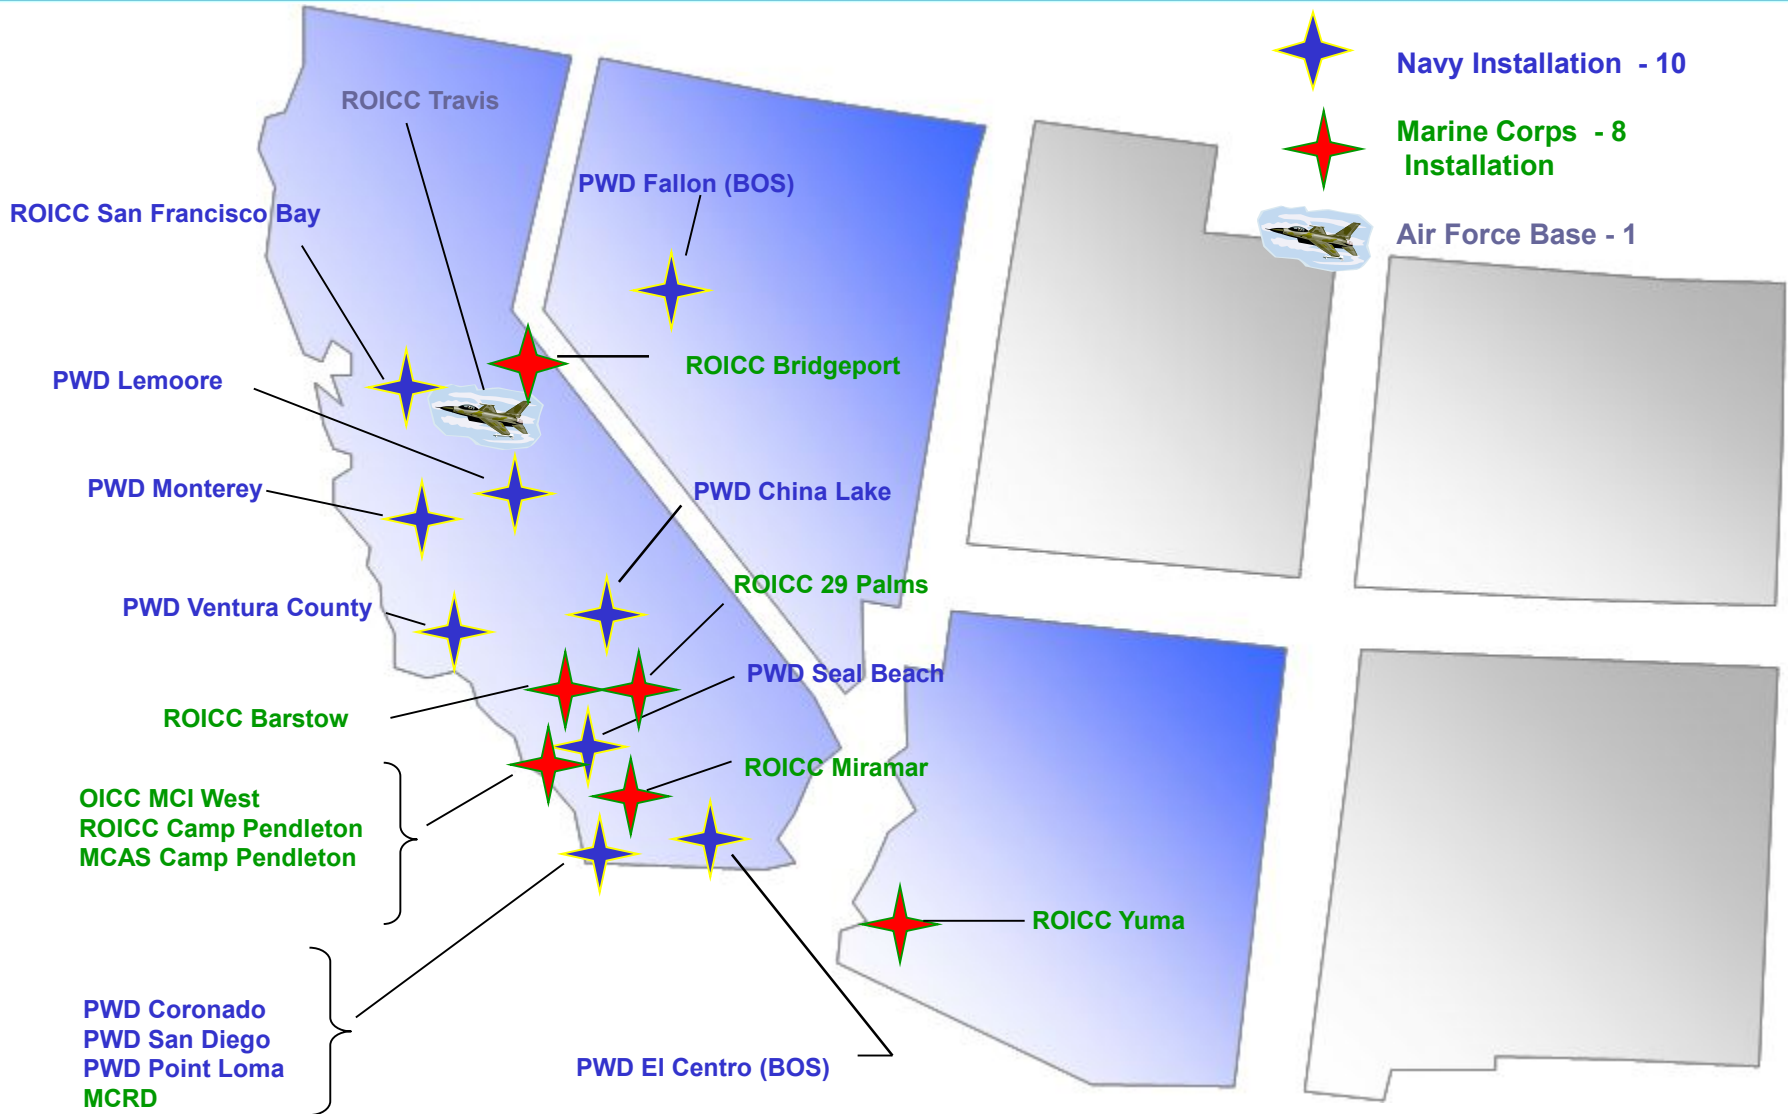 Navy Installation - 10
Marine Corps - 8
Installation
Air Force Base - 1
ROICC Travis
PWD Fallon (BOS)
ROICC San Francisco Bay
ROICC Bridgeport
PWD Lemoore
PWD Monterey
PWD China Lake
ROICC 29 Palms
PWD Ventura County
PWD Seal Beach
ROICC Barstow
ROICC Miramar
OICC MCI West
ROICC Camp Pendleton
MCAS Camp Pendleton
ROICC Yuma
PWD Coronado
PWD San Diego
PWD Point Loma
MCRD
PWD El Centro (BOS)